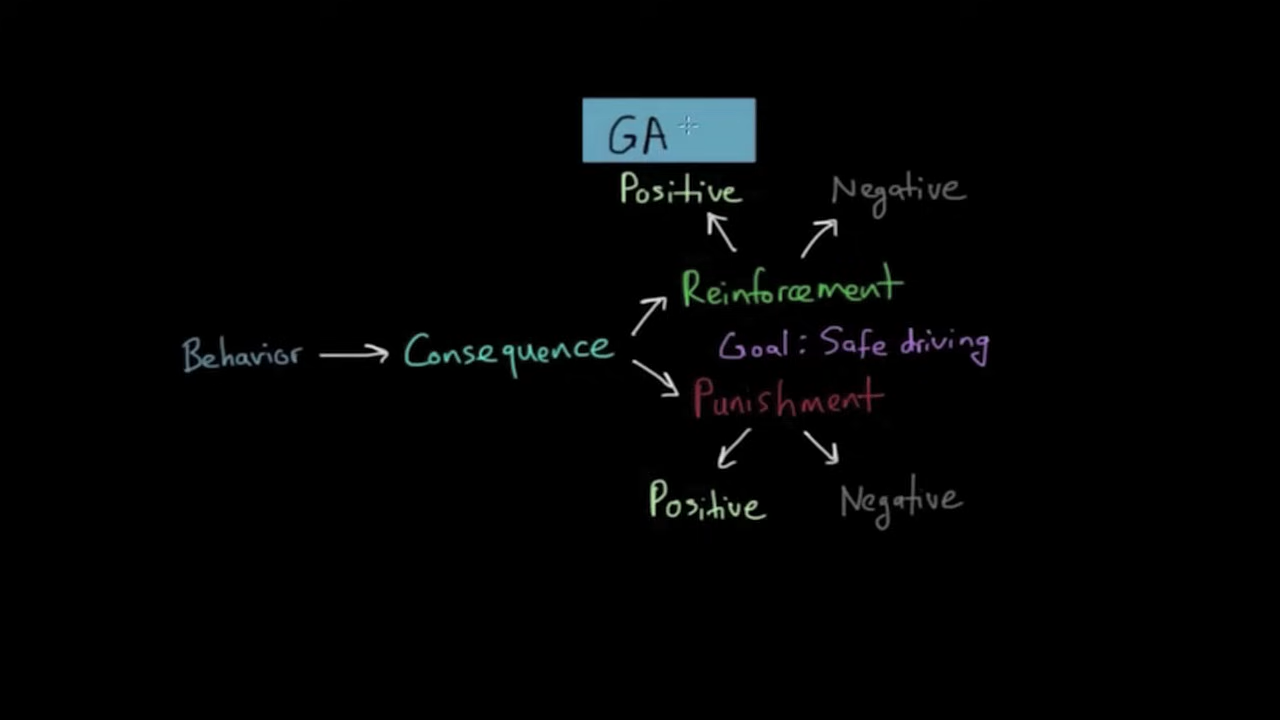 GA
Positive Negative
Reinforcement
Behavior Consequence Goal: Safe driving
Punishment
Positive Negative